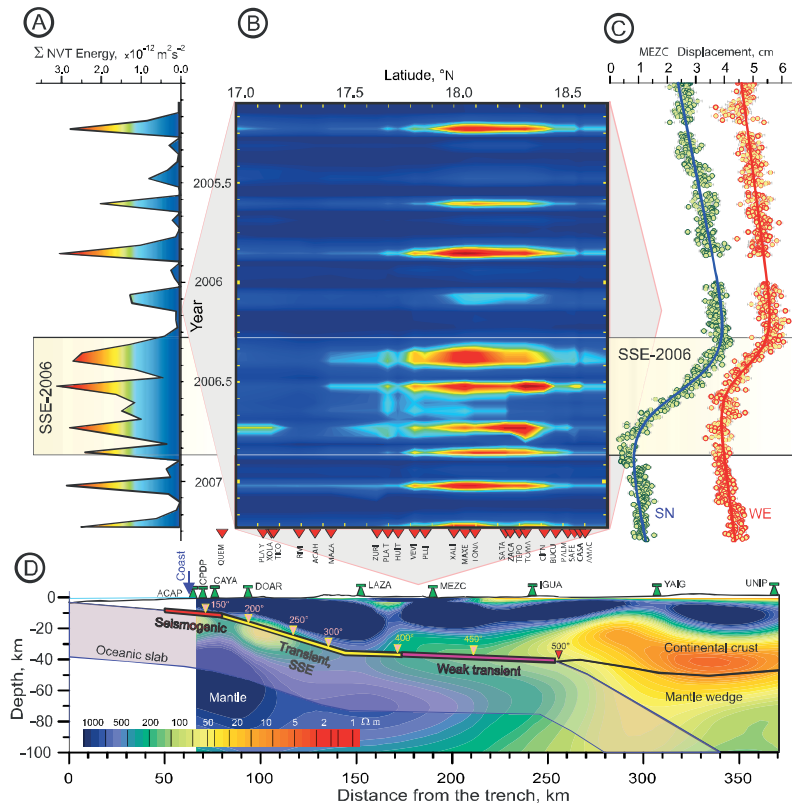 A
B
C
Σ NVT Energy, x10-12 m2s-2
3.0 2.0 1.0 0.0
Latiude, °N
17.0 17.5 18.0 18.5
MEZC Displacement, cm
0 1 2 3 4 5 6
2005.5
2006
Year
2006.5
2007
SSE-2006
SSE-2006
SN
WE
QUEM
PLAY
XOLA
TIKO
RIVI
ACAH
MAZA
ZURI
PLAT
HUIT
VEVI
PLLI
XALI
MAXE
TONA
SATA
ZACA
TEPO
TOMA
CITN
BUCU
PALM
SAFE
CASA
D
Coast
ACAP
CPDP
CAYA
DOAR
LAZA
MEZC
IGUA
YAIG
UNIP
0
-20
-40
-60
-80
-100
Depth, km
150° 200° 250° 300° 400° 450° 500°
Seismogenic
Transient, SSE
Weak transient
Oceanic slab
Mantle
Continental crust
Mantle wedge
1000 500 200 100 50 20 10 5 2 1 Ω m
0 50 100 150 200 250 300 350
Distance from the trench, km